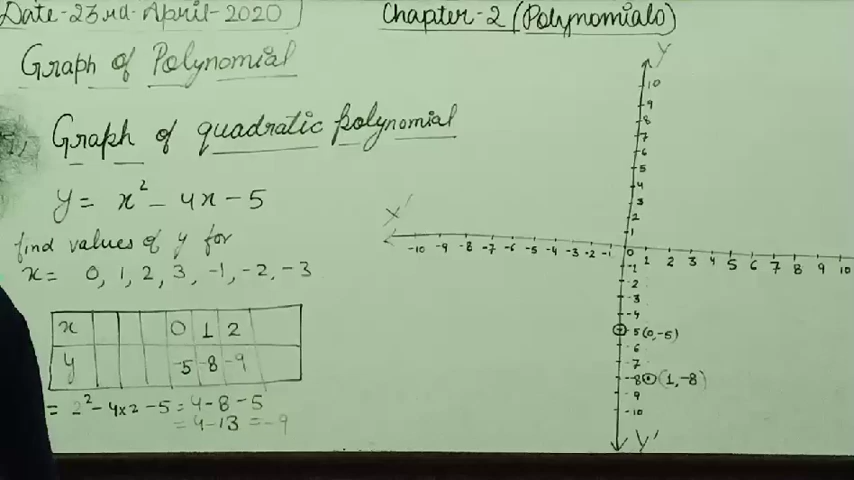 Date-23rd-April-2020
Chapter-2 (Polynomials)
Graph of Polynomial
1, Graph of quadratic polynomial
y = x² - 4x - 5
find values of y for
x = 0, 1, 2, 3, -1, -2, -3
x 0 1 2
y -5 -8 -9
= 2² - 4x2 - 5 = 4 - 8 - 5
= 4 - 13 = -9
Y
10
9
8
7
6
5
4
3
2
1
X'
-10 -9 -8 -7 -6 -5 -4 -3 -2 -1 0 1 2 3 4 5 6 7 8 9 10
-1
-2
-3
-4
-5 (0,-5)
-6
-7
-8 (1,-8)
-9
-10
Y'